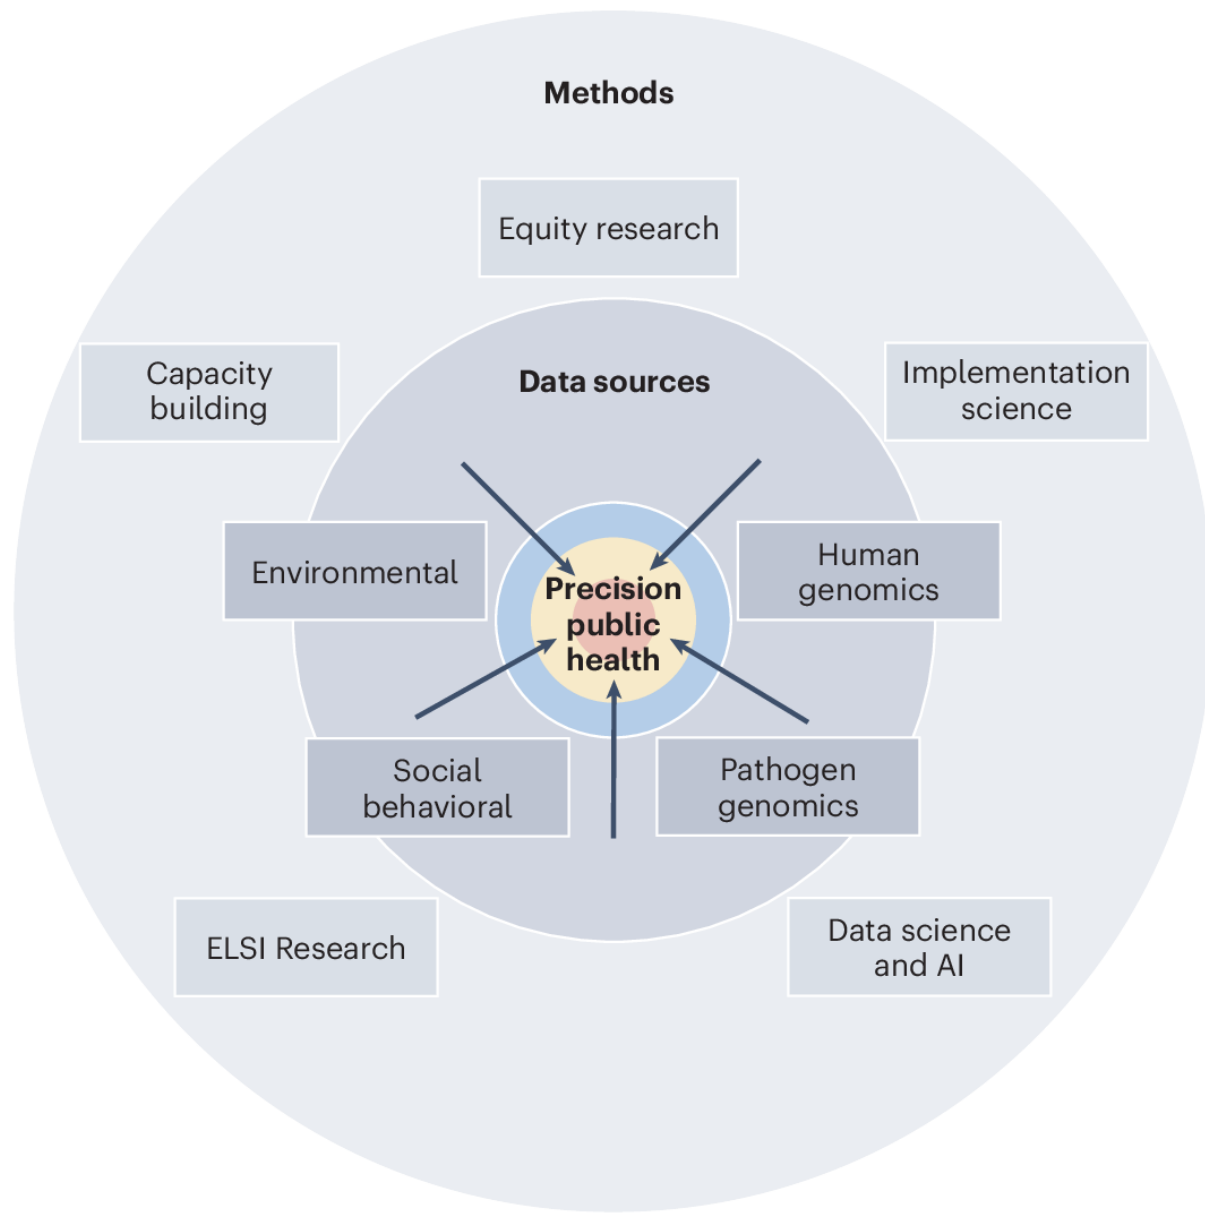 Methods
Equity research
Capacity
building
Implementation
science
Data sources
Environmental
Human
genomics
Precision
public
health
Social
behavioral
Pathogen
genomics
ELSI Research
Data science
and AI